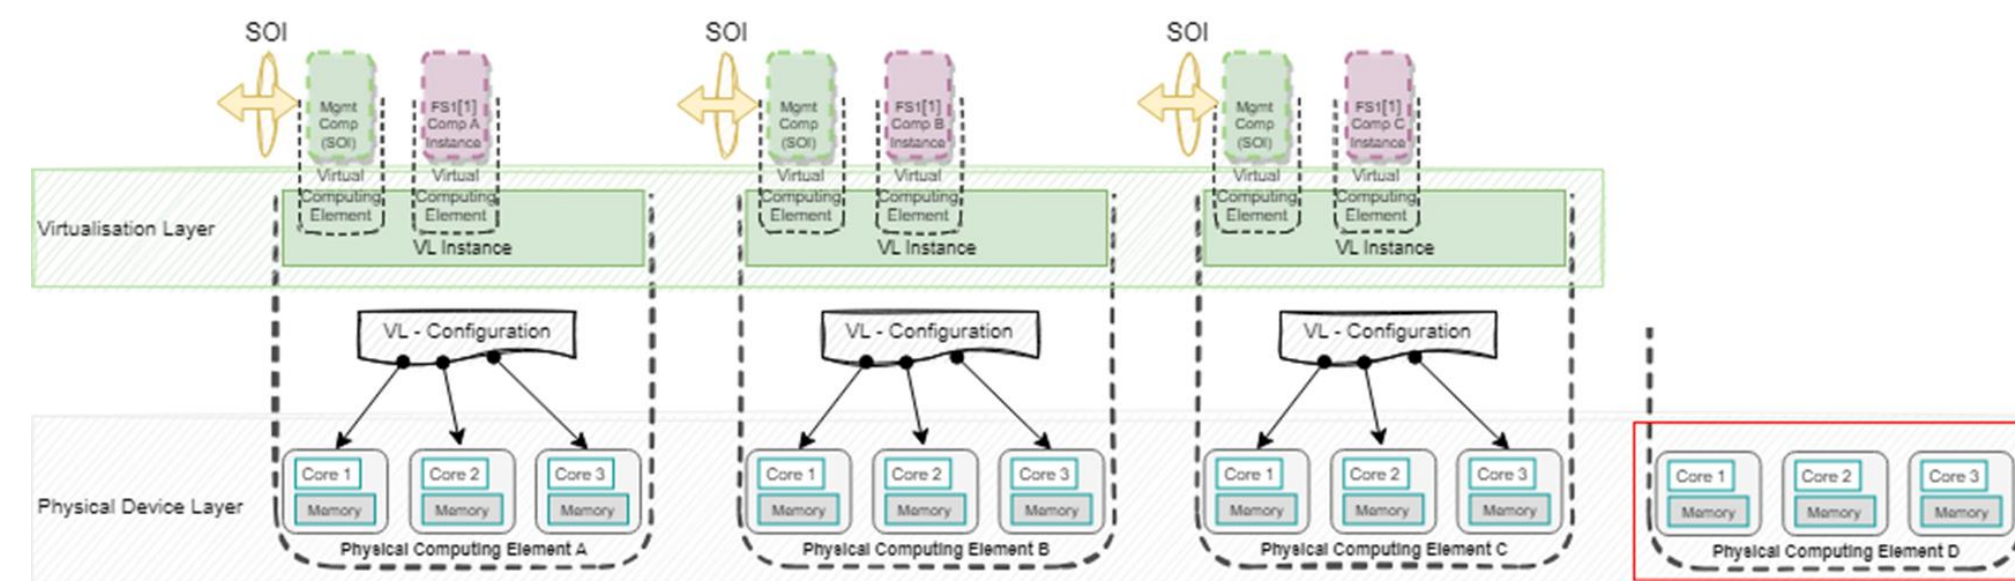 SOI
SOI
SOI
Mgmt
Comp
(SOI)
FS1[1]
Comp A
Instance
Mgmt
Comp
(SOI)
FS1[1]
Comp B
Instance
Mgmt
Comp
(SOI)
FS1[1]
Comp C
Instance
Virtual
Computing
Element
Virtual
Computing
Element
Virtual
Computing
Element
Virtual
Computing
Element
Virtual
Computing
Element
Virtual
Computing
Element
Virtualisation Layer
VL Instance
VL Instance
VL Instance
VL - Configuration
VL - Configuration
VL - Configuration
Physical Device Layer
Core 1
Memory
Core 2
Memory
Core 3
Memory
Physical Computing Element A
Core 1
Memory
Core 2
Memory
Core 3
Memory
Physical Computing Element B
Core 1
Memory
Core 2
Memory
Core 3
Memory
Physical Computing Element C
Core 1
Memory
Core 2
Memory
Core 3
Memory
Physical Computing Element D